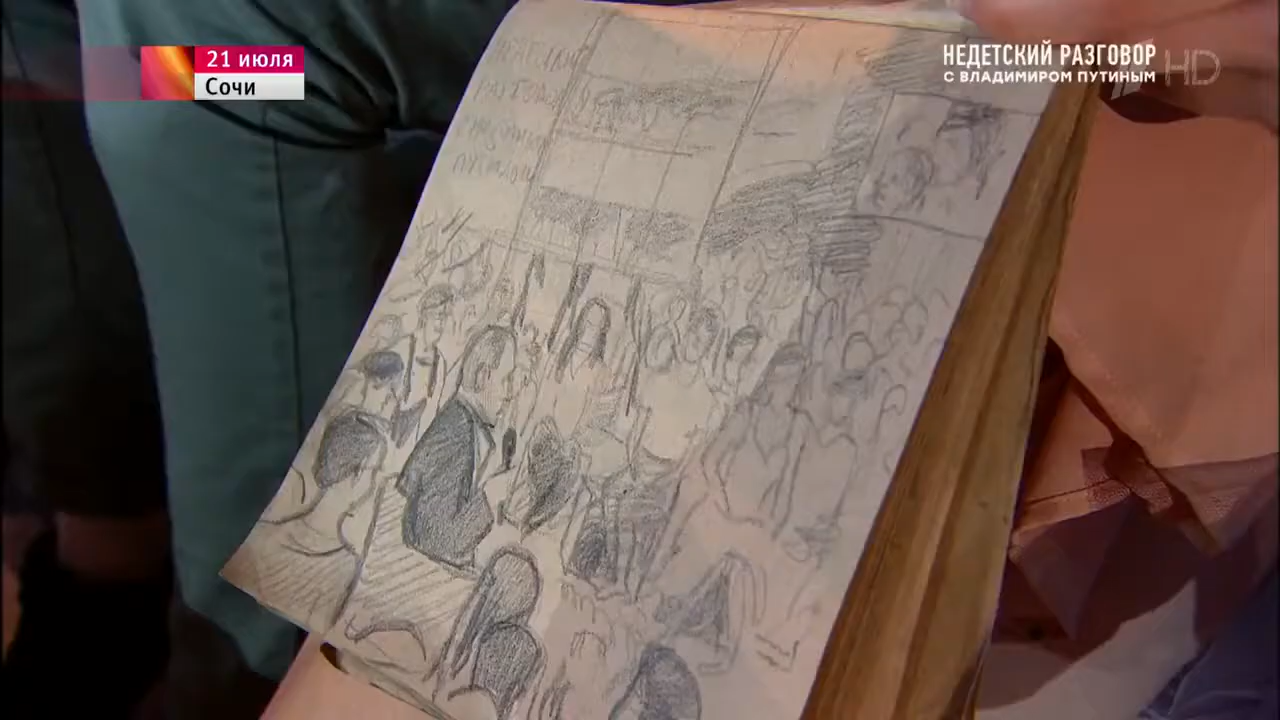 21 июля
Сочи
НЕДЕТСКИЙ РАЗГОВОР
С ВЛАДИМИРОМ ПУТИНЫМ
HD